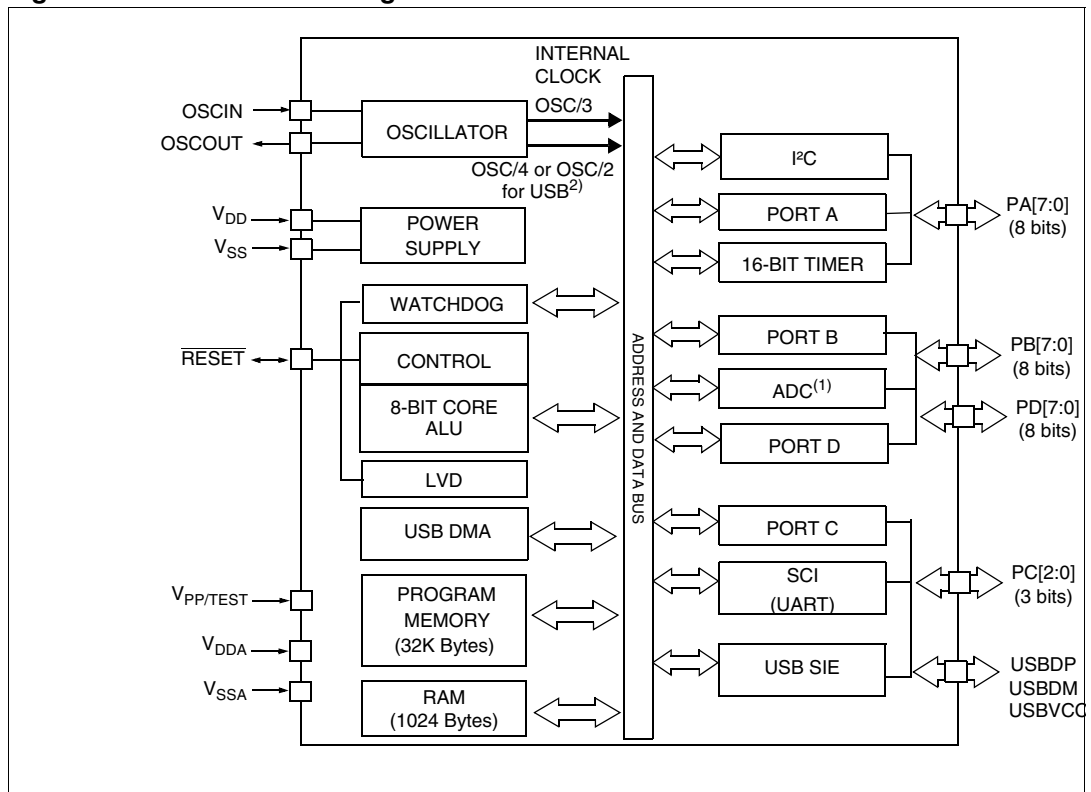 INTERNAL
CLOCK
OSC/3
OSCIN
OSCOUT
OSCILLATOR
OSC/4 or OSC/2
for USB2)
VDD
VSS
POWER
SUPPLY
WATCHDOG
RESET
CONTROL
8-BIT CORE
ALU
LVD
USB DMA
VPP/TEST
VDDA
VSSA
PROGRAM
MEMORY
(32K Bytes)
RAM
(1024 Bytes)
ADDRESS AND DATA BUS
I²C
PORT A
16-BIT TIMER
PA[7:0]
(8 bits)
PORT B
ADC(1)
PORT D
PB[7:0]
(8 bits)
PD[7:0]
(8 bits)
PORT C
SCI
(UART)
USB SIE
PC[2:0]
(3 bits)
USBDP
USBDM
USBVCC